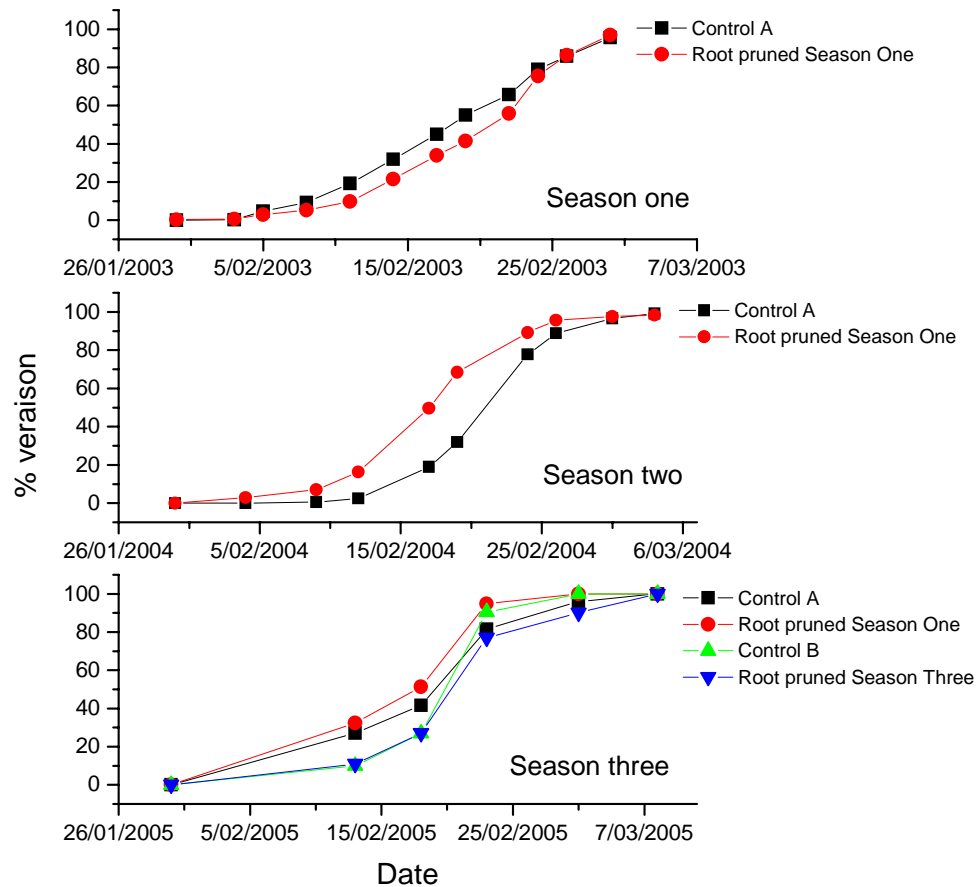 100
80
60
40
20
0
Control A
Root pruned Season One
Season one
26/01/2003 5/02/2003 15/02/2003 25/02/2003 7/03/2003
100
80
60
40
20
0
Control A
Root pruned Season One
Season two
26/01/2004 5/02/2004 15/02/2004 25/02/2004 6/03/2004
% veraison
100
80
60
40
20
0
Control A
Root pruned Season One
Control B
Root pruned Season Three
Season three
26/01/2005 5/02/2005 15/02/2005 25/02/2005 7/03/2005
Date